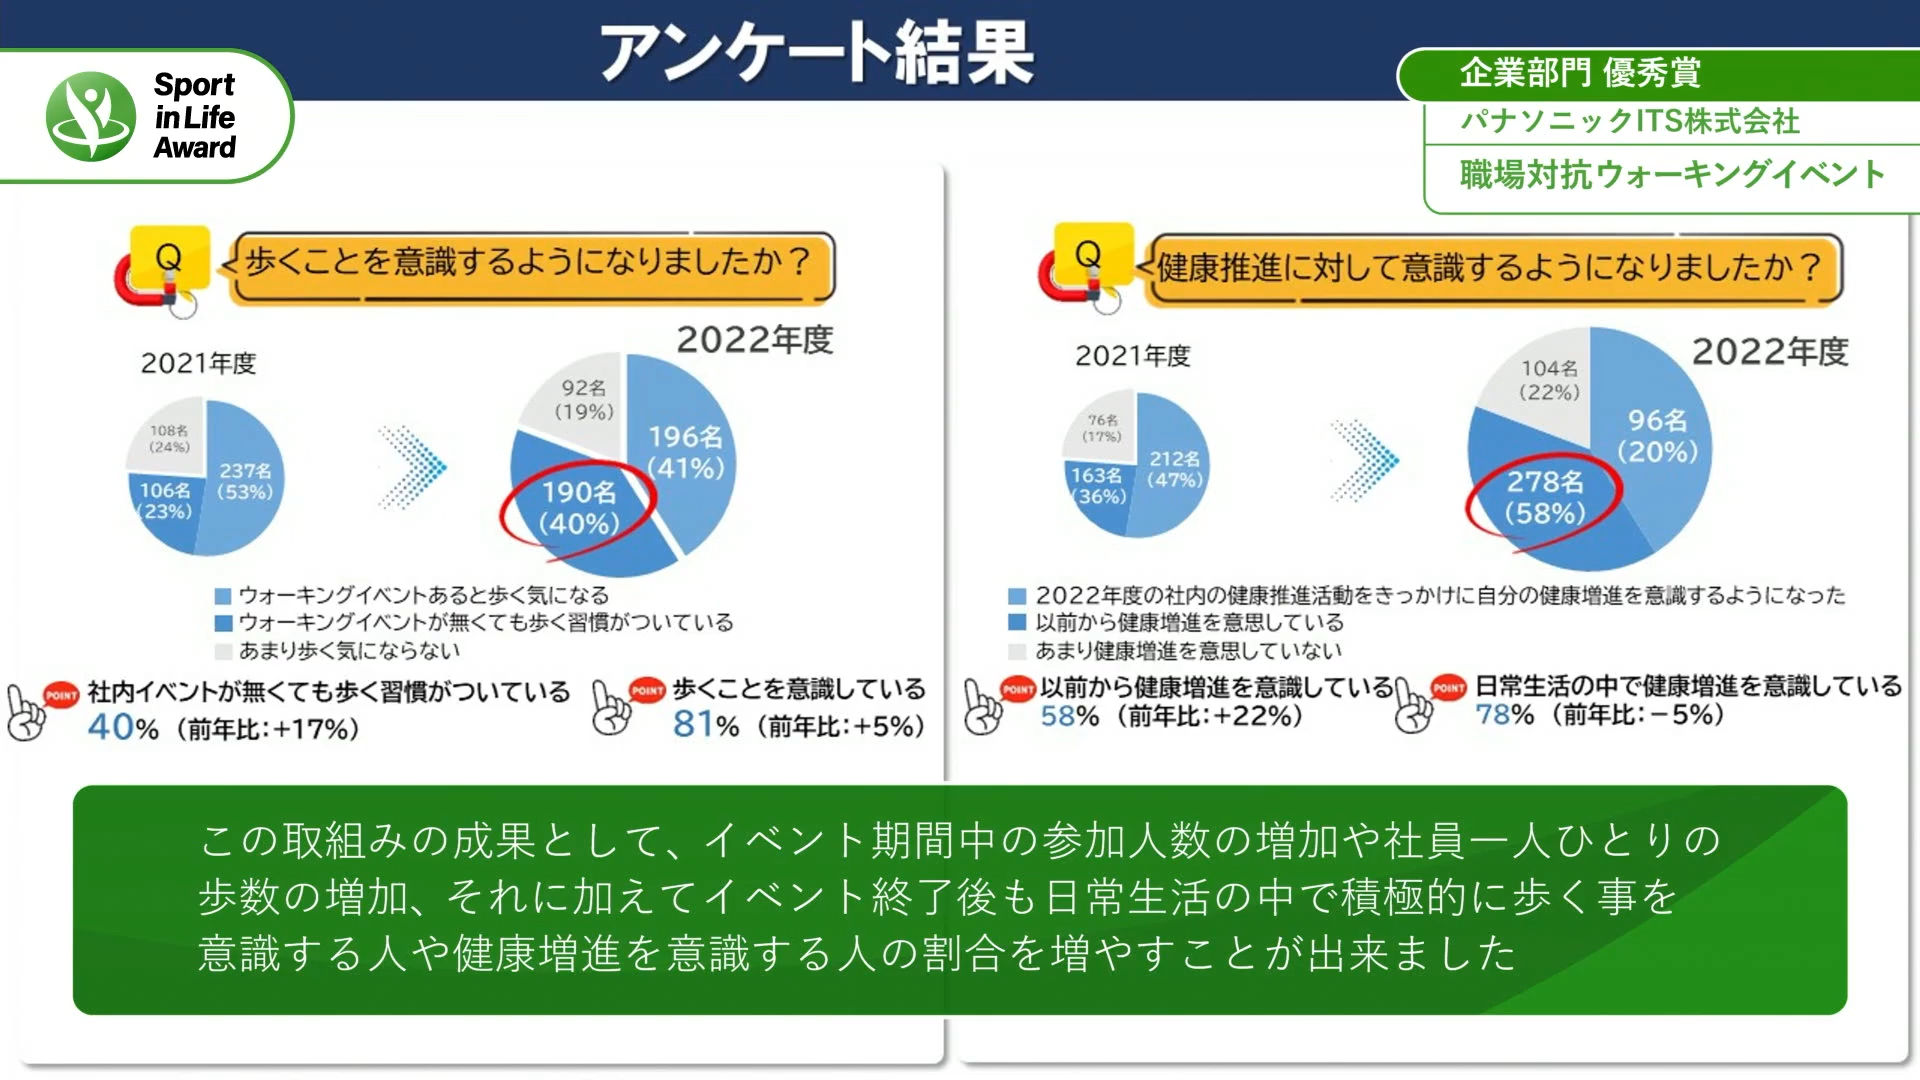 アンケート結果
Sport
in Life
Award
企業部門 優秀賞
パナソニックITS株式会社
職場対抗ウォーキングイベント
Q
歩くことを意識するようになりましたか？
2021年度
108名
(24%)
237名
(53%)
106名
(23%)
2022年度
92名
(19%)
196名
(41%)
190名
(40%)
ウォーキングイベントあると歩く気になる
ウォーキングイベントが無くても歩く習慣がついている
あまり歩く気にならない
POINT
社内イベントが無くても歩く習慣がついている
40%（前年比：+17%）
POINT
歩くことを意識している
81%（前年比：+5%）
Q
健康推進に対して意識するようになりましたか？
2021年度
76名
(17%)
212名
(47%)
163名
(36%)
2022年度
104名
(22%)
96名
(20%)
278名
(58%)
2022年度の社内の健康推進活動をきっかけに自分の健康増進を意識するようになった
以前から健康増進を意思している
あまり健康増進を意思していない
POINT
以前から健康増進を意識している
58%（前年比：+22%）
POINT
日常生活の中で健康増進を意識している
78%（前年比：－5%）
この取組みの成果として、イベント期間中の参加人数の増加や社員一人ひとりの
歩数の増加、それに加えてイベント終了後も日常生活の中で積極的に歩く事を
意識する人や健康増進を意識する人の割合を増やすことが出来ました